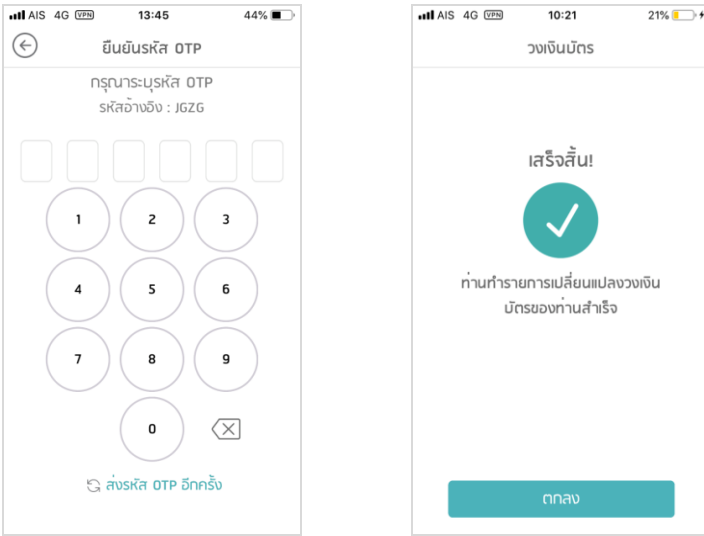 AIS 4G VPN 13:45 44%
ยืนยันรหัส OTP
กรุณาระบุรหัส OTP
รหัสอ้างอิง : JGZG
1 2 3
4 5 6
7 8 9
0
ส่งรหัส OTP อีกครั้ง
AIS 4G VPN 10:21 21%
วงเงินบัตร
เสร็จสิ้น!
ท่านทำรายการเปลี่ยนแปลงวงเงิน
บัตรของท่านสำเร็จ
ตกลง